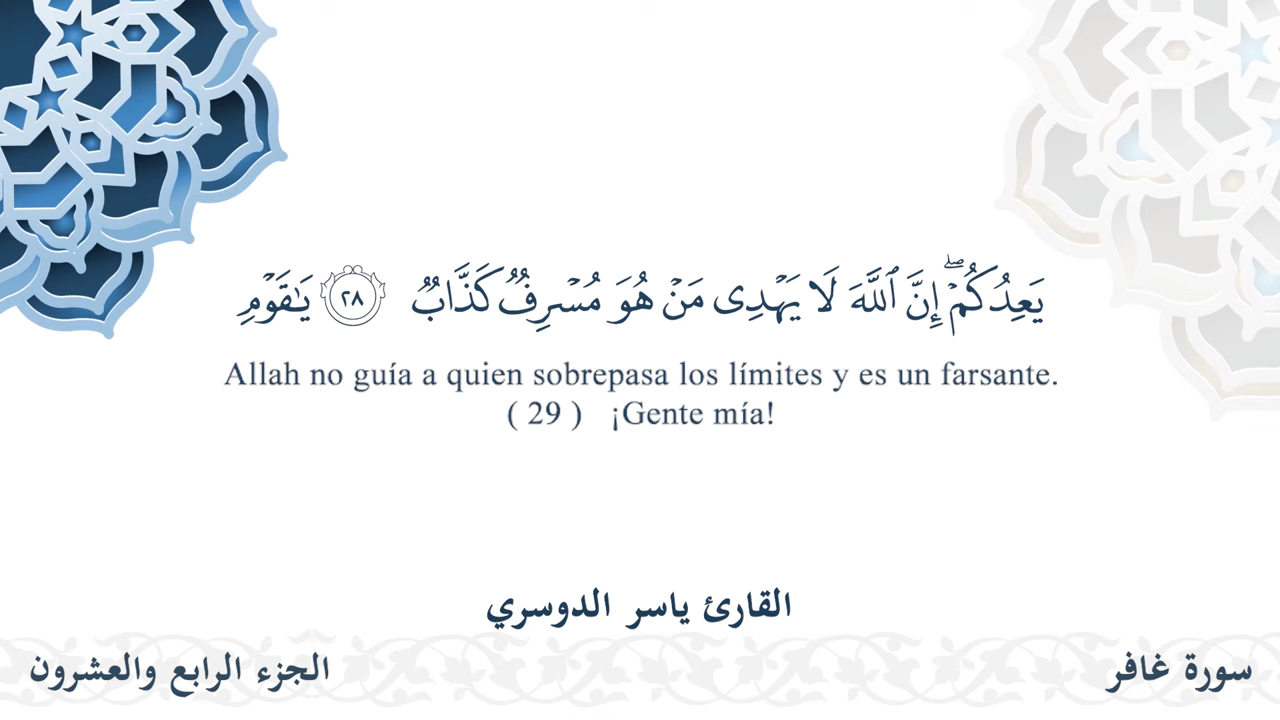 يَعِدُكُمْ ۖ إِنَّ ٱللَّهَ لَا يَهْدِى مَنْ هُوَ مُسْرِفٌ كَذَّابٌ ٢٨ يَـٰقَوْمِ
Allah no guía a quien sobrepasa los límites y es un farsante.
( 29 ) ¡Gente mía!
القارئ ياسر الدوسري
سورة غافر
الجزء الرابع والعشرون